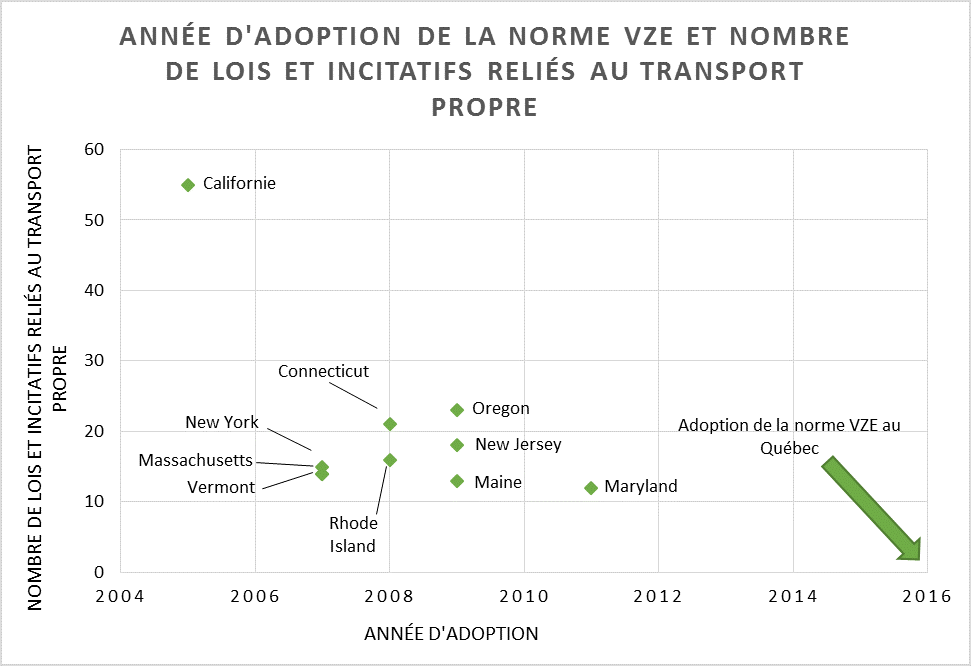 ANNÉE D'ADOPTION DE LA NORME VZE ET NOMBRE
DE LOIS ET INCITATIFS RELIÉS AU TRANSPORT
PROPRE
NOMBRE DE LOIS ET INCITATIFS RELIÉS AU TRANSPORT
PROPRE
60
50
40
30
20
10
0
Californie
Connecticut
New York
Massachusetts
Vermont
Rhode
Island
Oregon
New Jersey
Maine
Maryland
Adoption de la norme VZE au
Québec
2004 2006 2008 2010 2012 2014 2016
ANNÉE D'ADOPTION